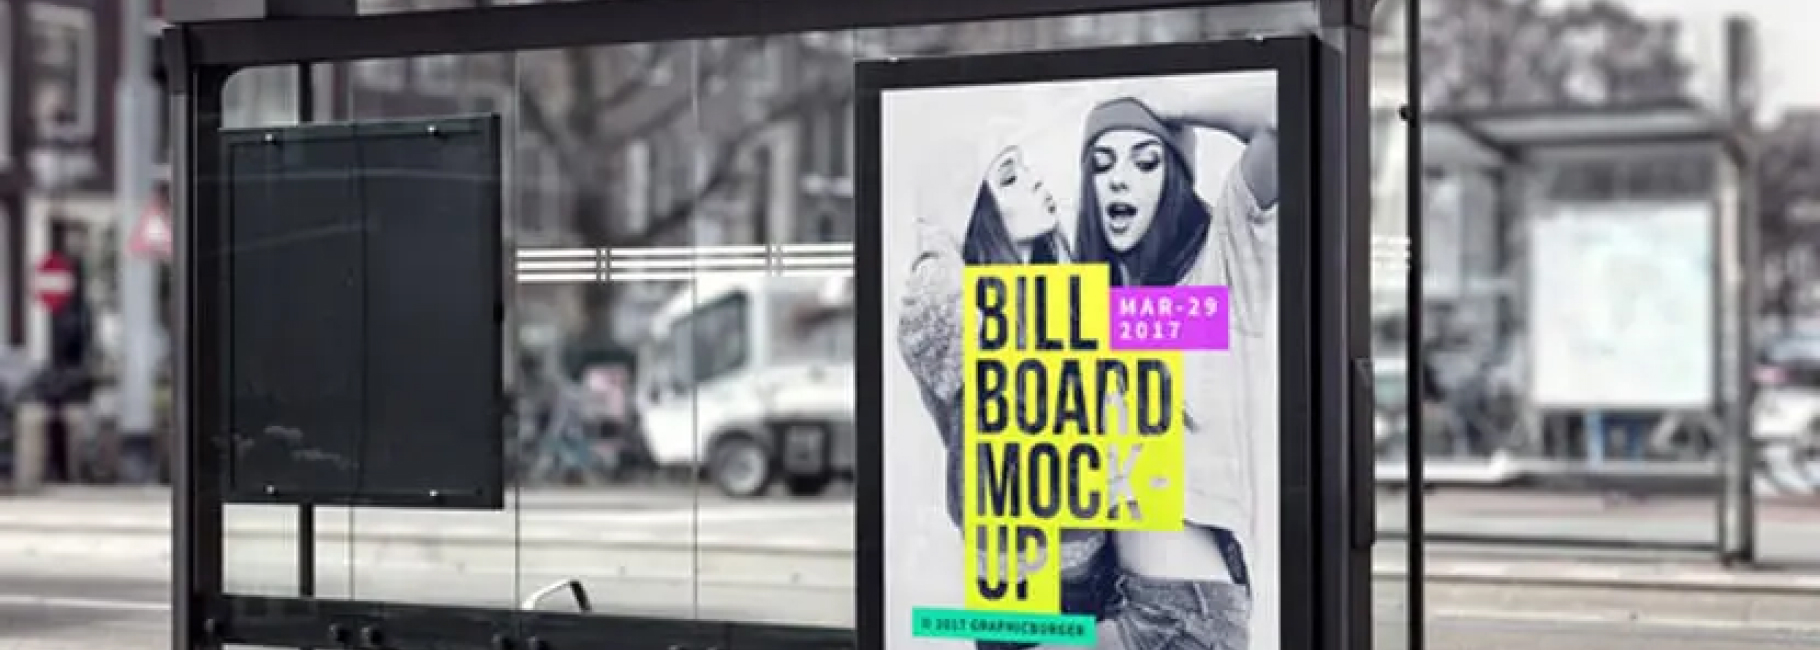 BILL
MAR-29
2017
BOARD
MOCK-
UP
© 2017 GRAPHICBURGER